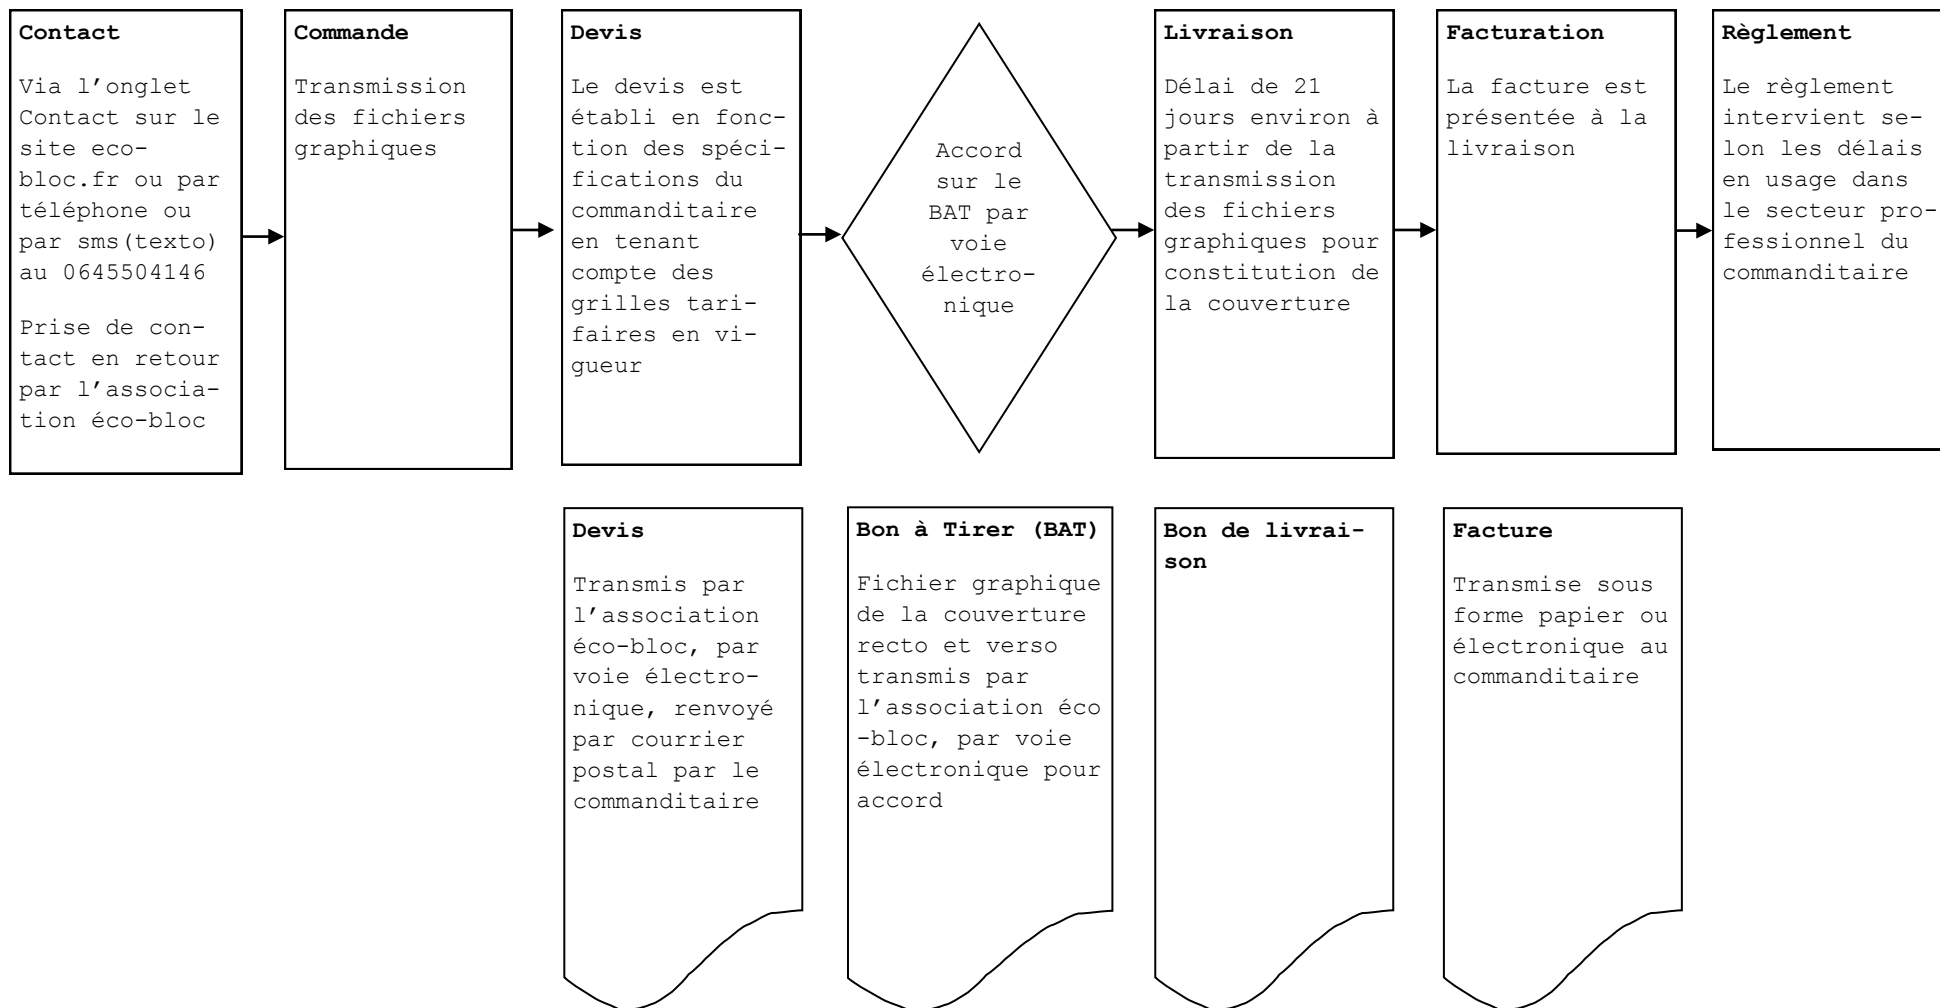 Contact
Via l’onglet
Contact sur le
site eco-
bloc.fr ou par
téléphone ou
par sms(texto)
au 0645504146
Prise de con-
tact en retour
par l’associa-
tion éco-bloc
Commande
Transmission
des fichiers
graphiques
Devis
Le devis est
établi en fonc-
tion des spéci-
fications du
commanditaire
en tenant
compte des
grilles tari-
faires en vi-
gueur
Accord
sur le
BAT par
voie
électro-
nique
Livraison
Délai de 21
jours environ à
partir de la
transmission
des fichiers
graphiques pour
constitution de
la couverture
Facturation
La facture est
présentée à la
livraison
Règlement
Le règlement
intervient se-
lon les délais
en usage dans
le secteur pro-
fessionnel du
commanditaire
Devis
Transmis par
l’association
éco-bloc, par
voie électro-
nique, renvoyé
par courrier
postal par le
commanditaire
Bon à Tirer (BAT)
Fichier graphique
de la couverture
recto et verso
transmis par
l’association éco
-bloc, par voie
électronique pour
accord
Bon de livrai-
son
Facture
Transmise sous
forme papier ou
électronique au
commanditaire